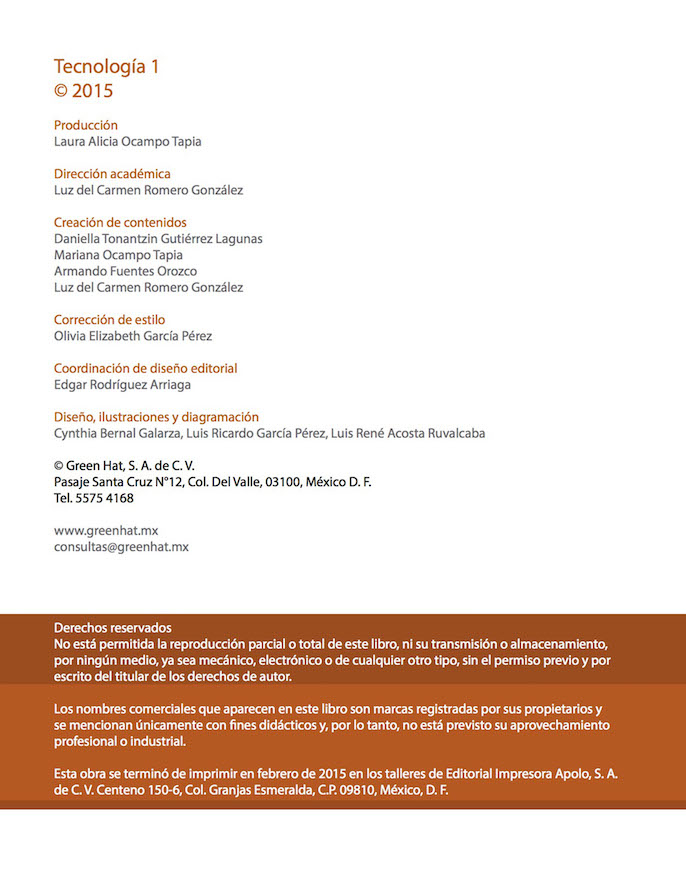 Tecnología 1
© 2015
Producción
Laura Alicia Ocampo Tapia
Dirección académica
Luz del Carmen Romero González
Creación de contenidos
Daniella Tonantzin Gutiérrez Lagunas
Mariana Ocampo Tapia
Armando Fuentes Orozco
Luz del Carmen Romero González
Corrección de estilo
Olivia Elizabeth García Pérez
Coordinación de diseño editorial
Edgar Rodríguez Arriaga
Diseño, ilustraciones y diagramación
Cynthia Bernal Galarza, Luis Ricardo García Pérez, Luis René Acosta Ruvalcaba
© Green Hat, S. A. de C. V.
Pasaje Santa Cruz N°12, Col. Del Valle, 03100, México D. F.
Tel. 5575 4168
www.greenhat.mx
consultas@greenhat.mx
Derechos reservados
No está permitida la reproducción parcial o total de este libro, ni su transmisión o almacenamiento,
por ningún medio, ya sea mecánico, electrónico o de cualquier otro tipo, sin el permiso previo y por
escrito del titular de los derechos de autor.
Los nombres comerciales que aparecen en este libro son marcas registradas por sus propietarios y
se mencionan únicamente con fines didácticos y, por lo tanto, no está previsto su aprovechamiento
profesional o industrial.
Esta obra se terminó de imprimir en febrero de 2015 en los talleres de Editorial Impresora Apolo, S. A.
de C. V. Centeno 150-6, Col. Granjas Esmeralda, C.P. 09810, México, D. F.